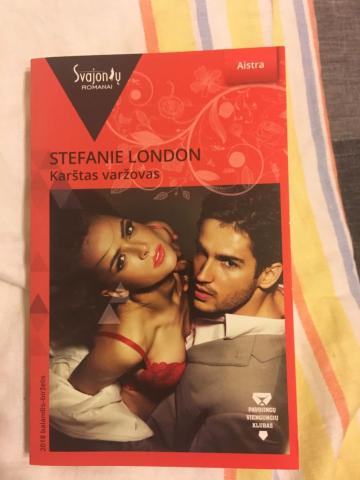 Svajonių
ROMANAI
Aistra
STEFANIE LONDON
Karštas varžovas
2018 balandis-birželis
PAVOJINGŲ
VIENGUNGIŲ
KLUBAS